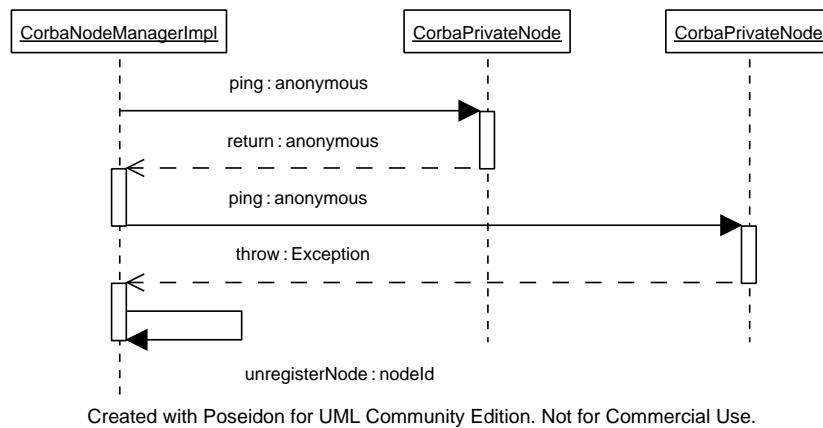 CorbaNodeManagerImpl CorbaPrivateNode CorbaPrivateNode
ping : anonymous
return : anonymous
ping : anonymous
throw : Exception
unregisterNode : nodeId
Created with Poseidon for UML Community Edition. Not for Commercial Use.